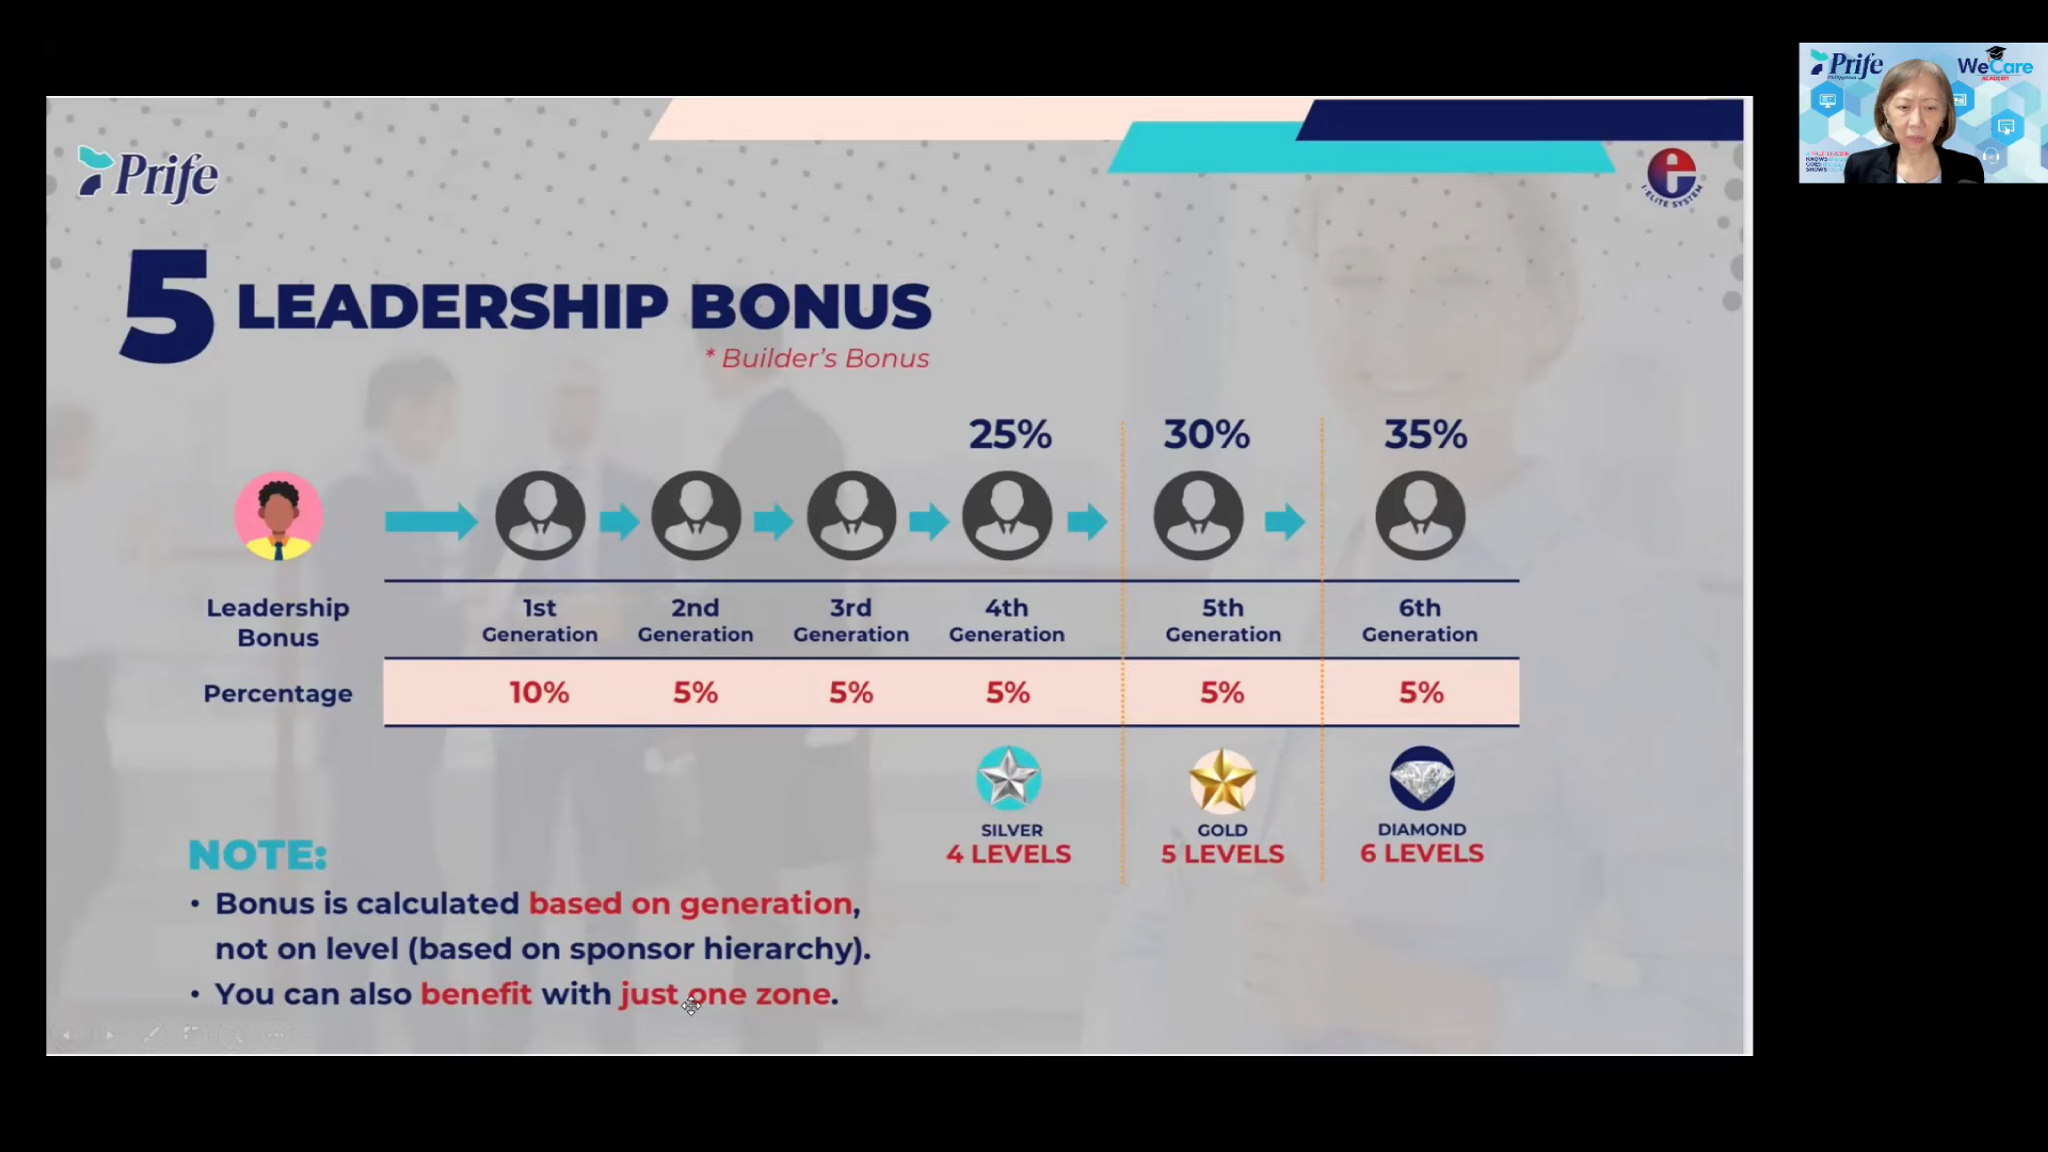 Prife
Prife
WeCare
ACADEMY
e
I-ELITE SYSTEM
5 LEADERSHIP BONUS
* Builder's Bonus
25% 30% 35%
Leadership Bonus
1st Generation
2nd Generation
3rd Generation
4th Generation
5th Generation
6th Generation
Percentage 10% 5% 5% 5% 5% 5%
SILVER
4 LEVELS
GOLD
5 LEVELS
DIAMOND
6 LEVELS
NOTE:
• Bonus is calculated based on generation,
not on level (based on sponsor hierarchy).
• You can also benefit with just one zone.